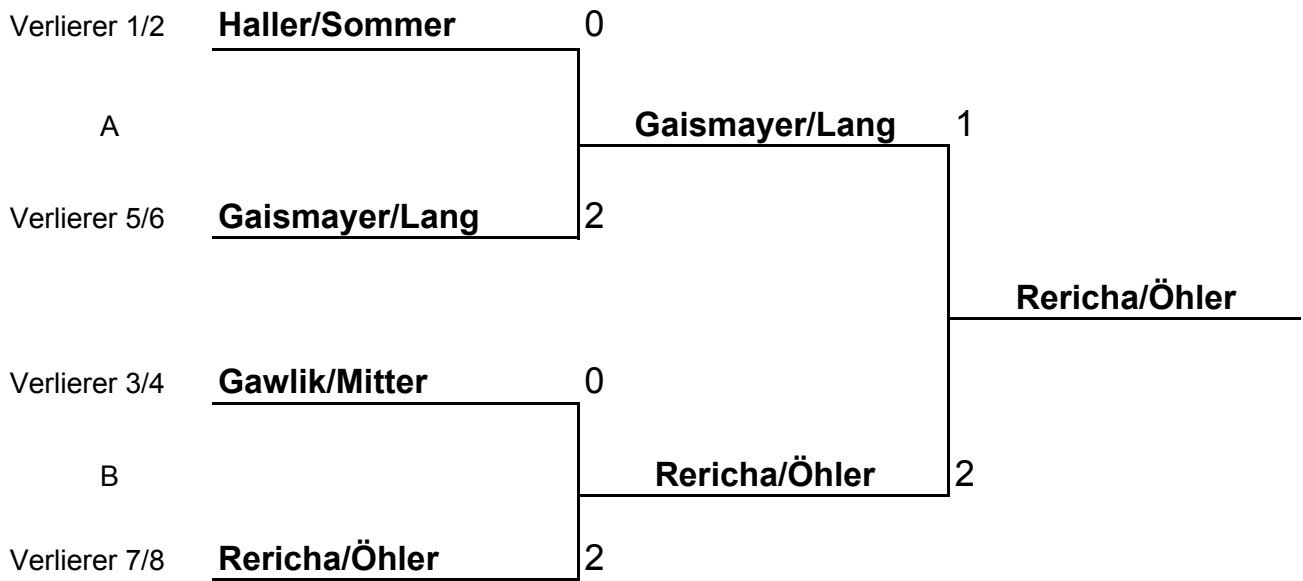 Verlierer 1/2 Haller/Sommer 0
A Gaismayer/Lang 1
Verlierer 5/6 Gaismayer/Lang 2
Rericha/Öhler
Verlierer 3/4 Gawlik/Mitter 0
B Rericha/Öhler 2
Verlierer 7/8 Rericha/Öhler 2